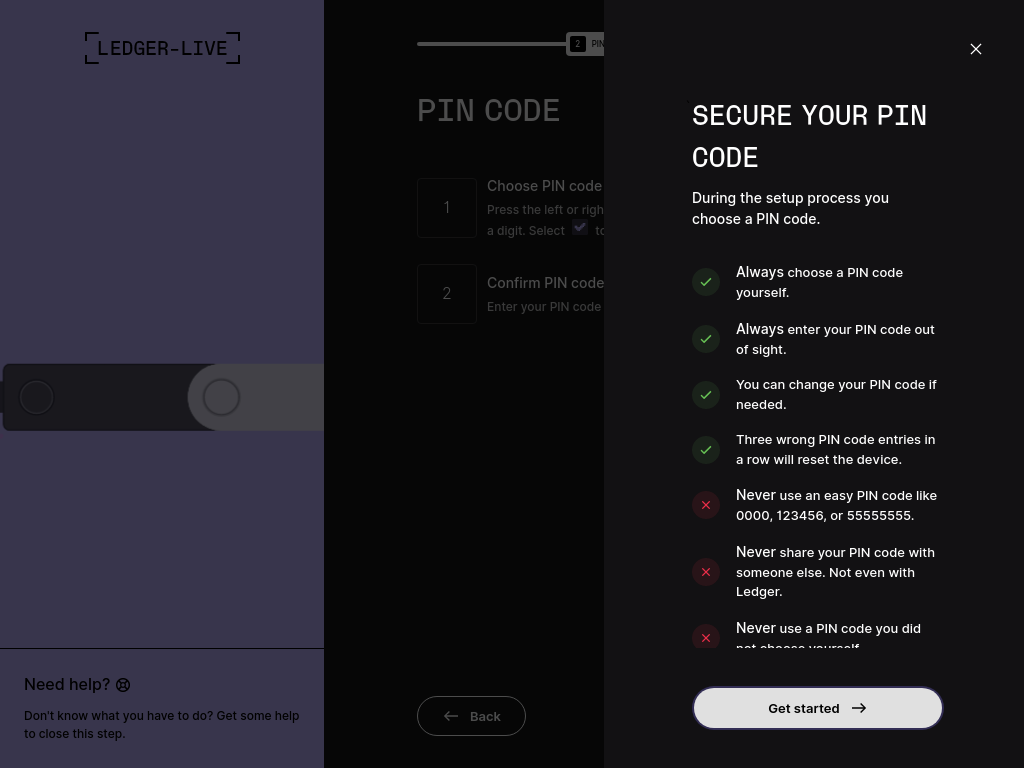 LEDGER-LIVE
2 PIN
PIN CODE
1
Choose PIN code
Press the left or righ
a digit. Select to
2
Confirm PIN code
Enter your PIN code
Back
Need help?
Don't know what you have to do? Get some help
to close this step.
SECURE YOUR PIN
CODE
During the setup process you
choose a PIN code.
Always choose a PIN code
yourself.
Always enter your PIN code out
of sight.
You can change your PIN code if
needed.
Three wrong PIN code entries in
a row will reset the device.
Never use an easy PIN code like
0000, 123456, or 55555555.
Never share your PIN code with
someone else. Not even with
Ledger.
Never use a PIN code you did
not choose yourself.
Get started